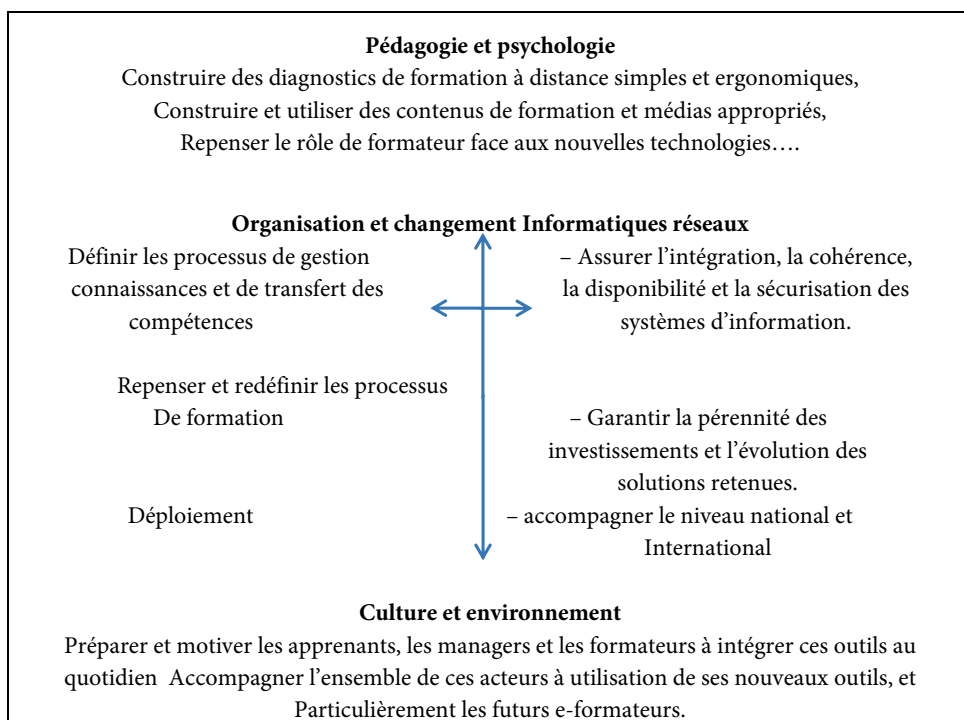 Pédagogie et psychologie
Construire des diagnostics de formation à distance simples et ergonomiques,
Construire et utiliser des contenus de formation et médias appropriés,
Repenser le rôle de formateur face aux nouvelles technologies….
Organisation et changement Informatiques réseaux
Définir les processus de gestion
connaissances et de transfert des
compétences
– Assurer l’intégration, la cohérence,
la disponibilité et la sécurisation des
systèmes d’information.
Repenser et redéfinir les processus
De formation
– Garantir la pérennité des
investissements et l’évolution des
solutions retenues.
Déploiement
– accompagner le niveau national et
International
Culture et environnement
Préparer et motiver les apprenants, les managers et les formateurs à intégrer ces outils au
quotidien Accompagner l’ensemble de ces acteurs à utilisation de ses nouveaux outils, et
Particulièrement les futurs e-formateurs.